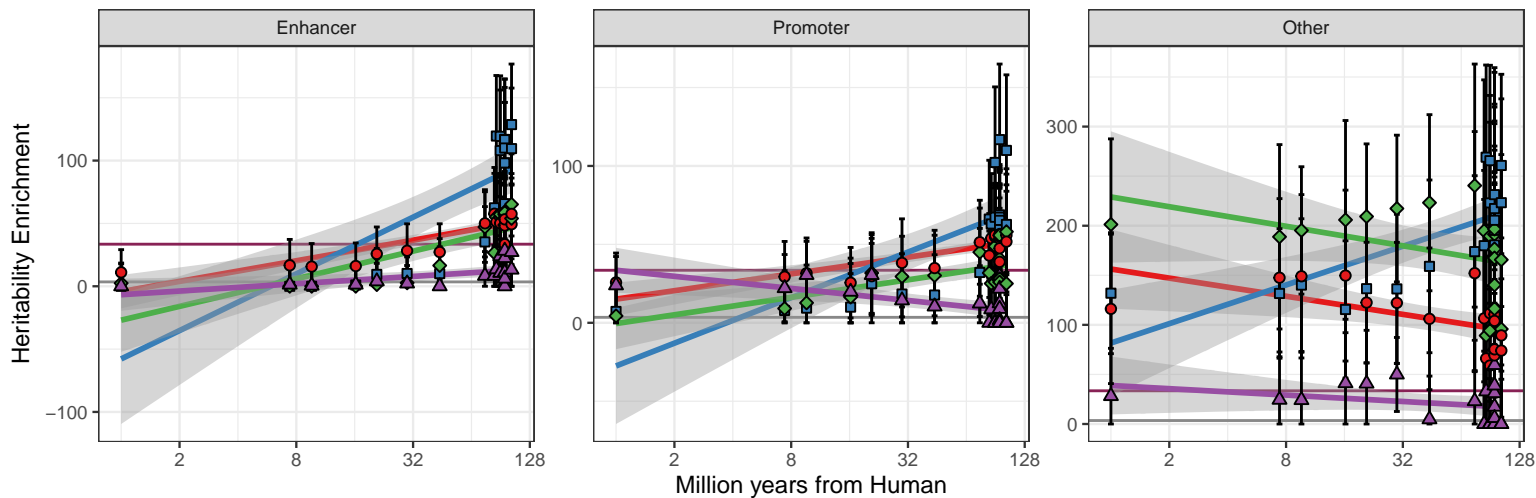 Enhancer Promoter Other
Heritability Enrichment
100
0
−100
100
0
300
200
100
0
2 8 32 128 2 8 32 128 2 8 32 128
Million years from Human